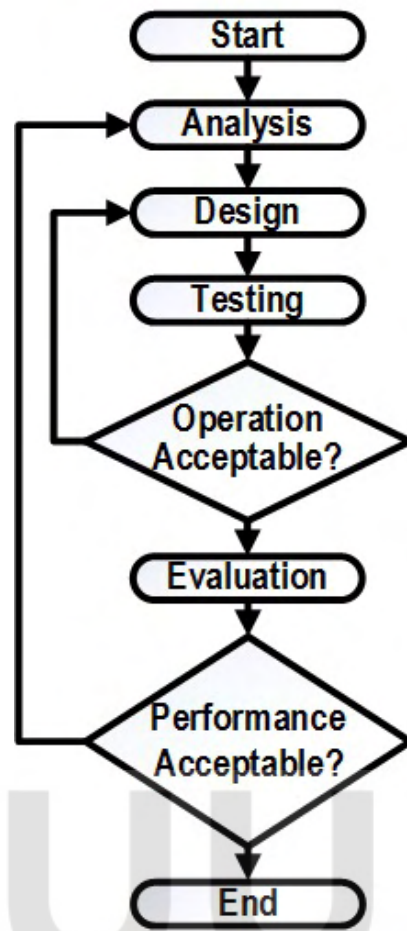 Start
Analysis
Design
Testing
Operation
Acceptable?
Evaluation
Performance
Acceptable?
End